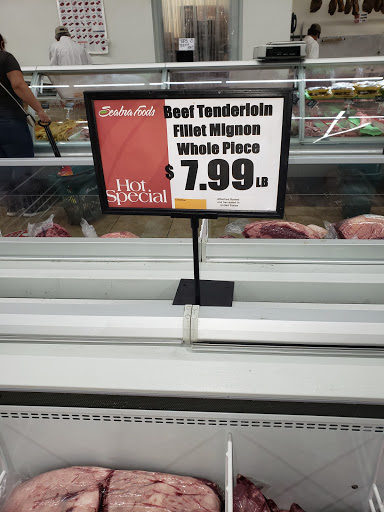 Seabra Foods
Beef Tenderloin
Fillet Mignon
Whole Piece
$ 7.99 LB
Hot
Special